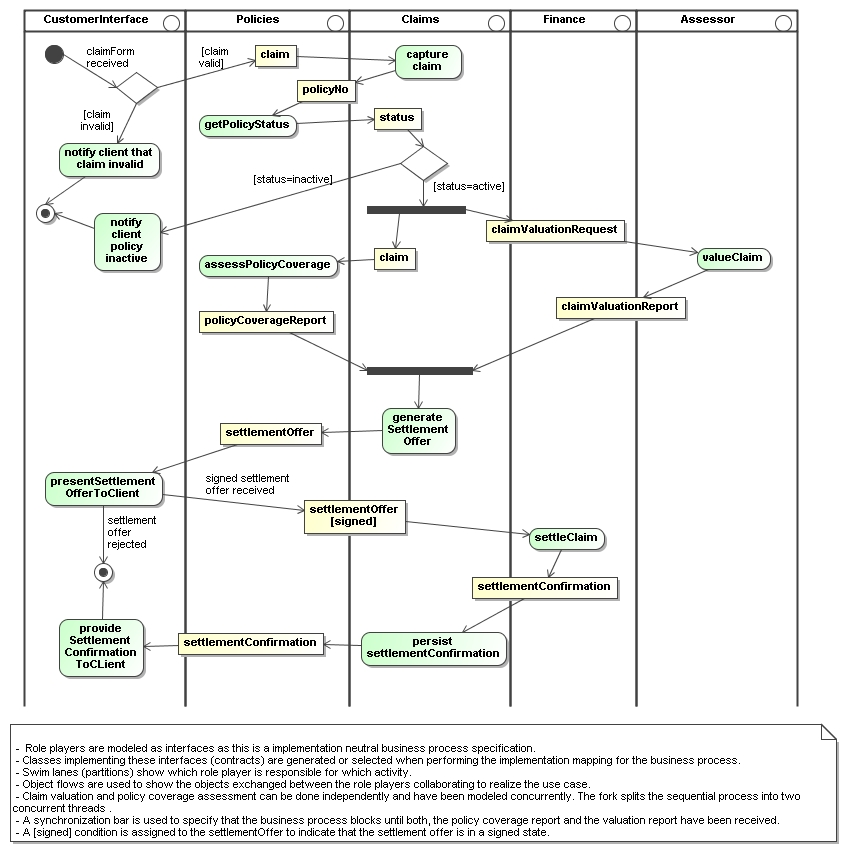 CustomerInterface
Policies
Claims
Finance
Assessor
claimForm
received
[claim
valid]
claim
capture
claim
policyNo
[claim
invalid]
getPolicyStatus
status
notify client that
claim invalid
[status=inactive]
[status=active]
notify
client
policy
inactive
claimValuationRequest
assessPolicyCoverage
claim
valueClaim
policyCoverageReport
claimValuationReport
generate
Settlement
Offer
settlementOffer
presentSettlement
OfferToClient
signed settlement
offer received
settlementOffer
[signed]
settlement
offer
rejected
settleClaim
settlementConfirmation
provide
Settlement
Confirmation
ToCLient
settlementConfirmation
persist
settlementConfirmation
- Role players are modeled as interfaces as this is a implementation neutral business process specification.
- Classes implementing these interfaces (contracts) are generated or selected when performing the implementation mapping for the business process.
- Swim lanes (partitions) show which role player is responsible for which activity.
- Object flows are used to show the objects exchanged between the role players collaborating to realize the use case.
- Claim valuation and policy coverage assessment can be done independently and have been modeled concurrently. The fork splits the sequential process into two
concurrent threads .
- A synchronization bar is used to specify that the business process blocks until both, the policy coverage report and the valuation report have been received.
- A [signed] condition is assigned to the settlementOffer to indicate that the settlement offer is in a signed state.